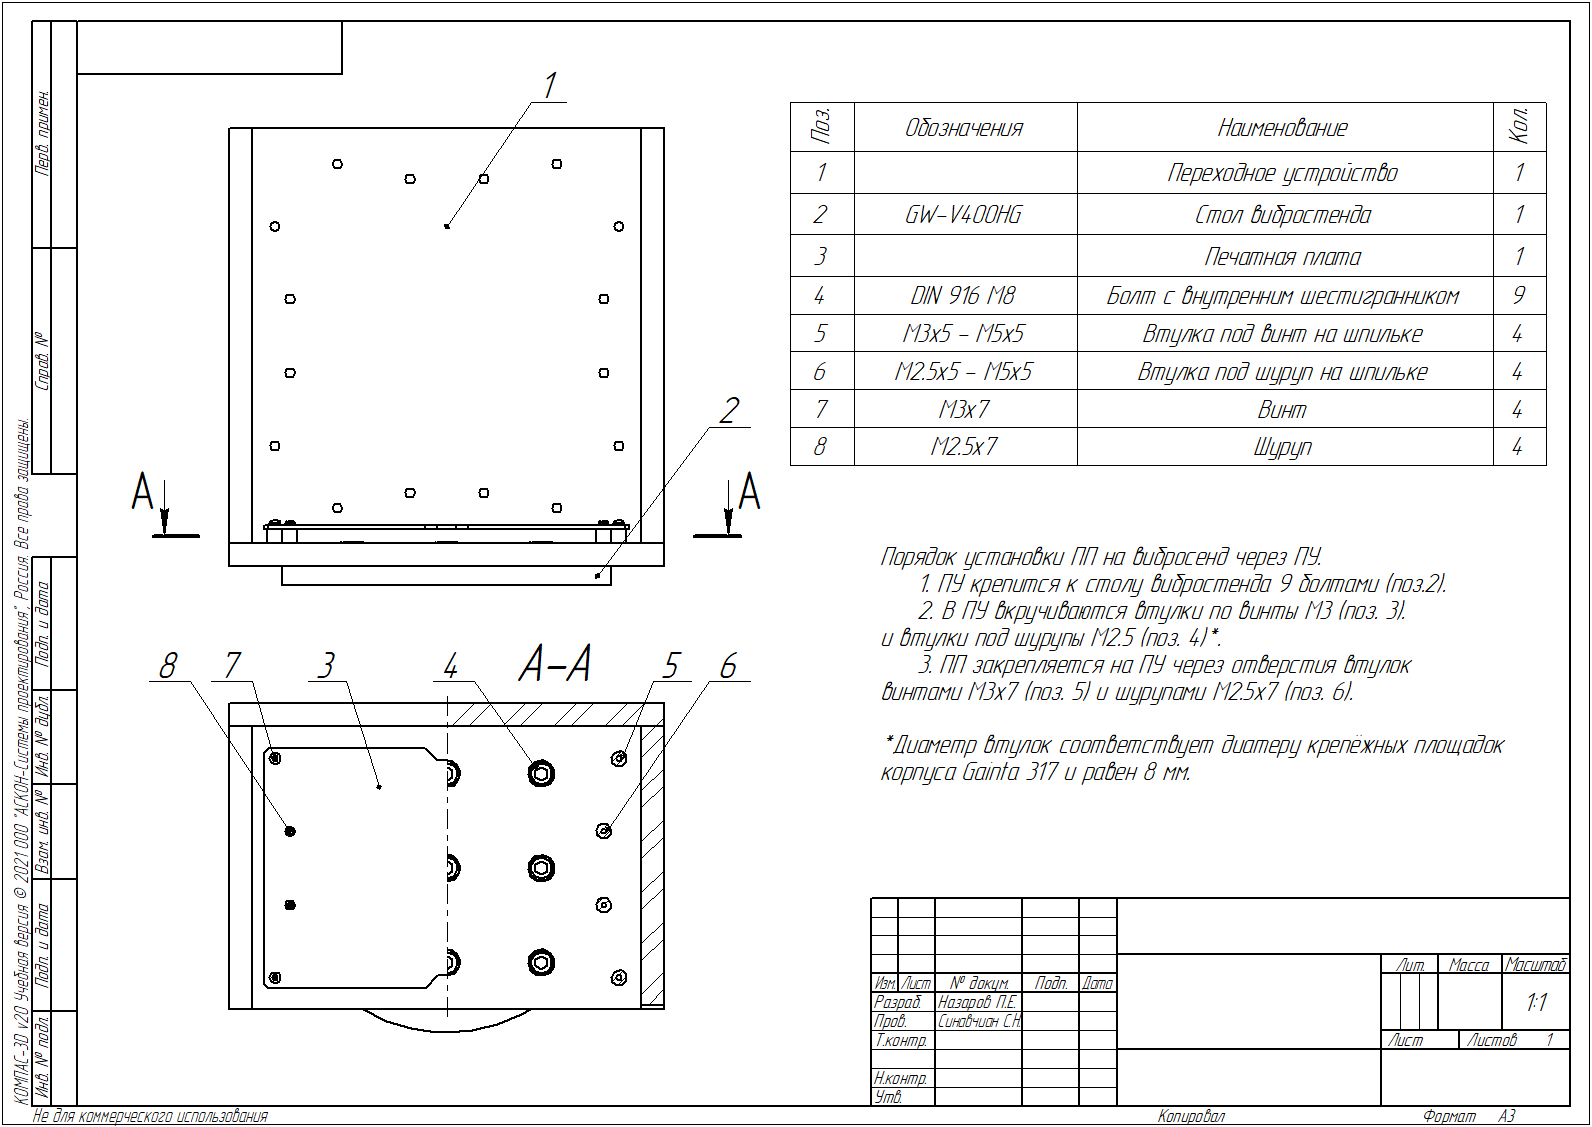 1
Поз.
Обозначения
Наименование
Кол.
1 Переходное устройство 1
2 GW-V400HG Стол вибростенда 1
3 Печатная плата 1
4 DIN 916 M8 Болт с внутренним шестигранником 9
5 M3x5 - M5x5 Втулка под винт на шпильке 4
6 M2.5x5 - M5x5 Втулка под шуруп на шпильке 4
7 M3x7 Винт 4
8 M2.5x7 Шуруп 4
2
А
А
Порядок установки ПП на вибросенд через ПУ.
1. ПУ крепится к столу вибростенда 9 болтами (поз.2).
2. В ПУ вкручиваются втулки по винты М3 (поз. 3).
и втулки под шурупы М2.5 (поз. 4)*.
3. ПП закрепляется на ПУ через отверстия втулок
винтами М3х7 (поз. 5) и шурупами М2.5х7 (поз. 6).
*Диаметр втулок соответствует диатеру крепёжных площадок
корпуса Gainta 317 и равен 8 мм.
А-А
8
7
3
4
5
6
Перв. примен.
Справ. №
Подп. и дата
Инв. № дубл.
Взам. инв. №
Подп. и дата
Инв. № подл.
КОМПАС-3D v20 Учебная версия © 2021 ООО "АСКОН-Системы проектирования", Россия. Все права защищены.
Лит. Масса Масштаб
Изм. Лист № докум. Подп. Дата
Разраб. Назаров П.Е.
1:1
Пров. Синавчиан С.Н.
Т.контр.
Лист Листов 1
Н.контр.
Утв.
Не для коммерческого использования
Копировал
Формат А3